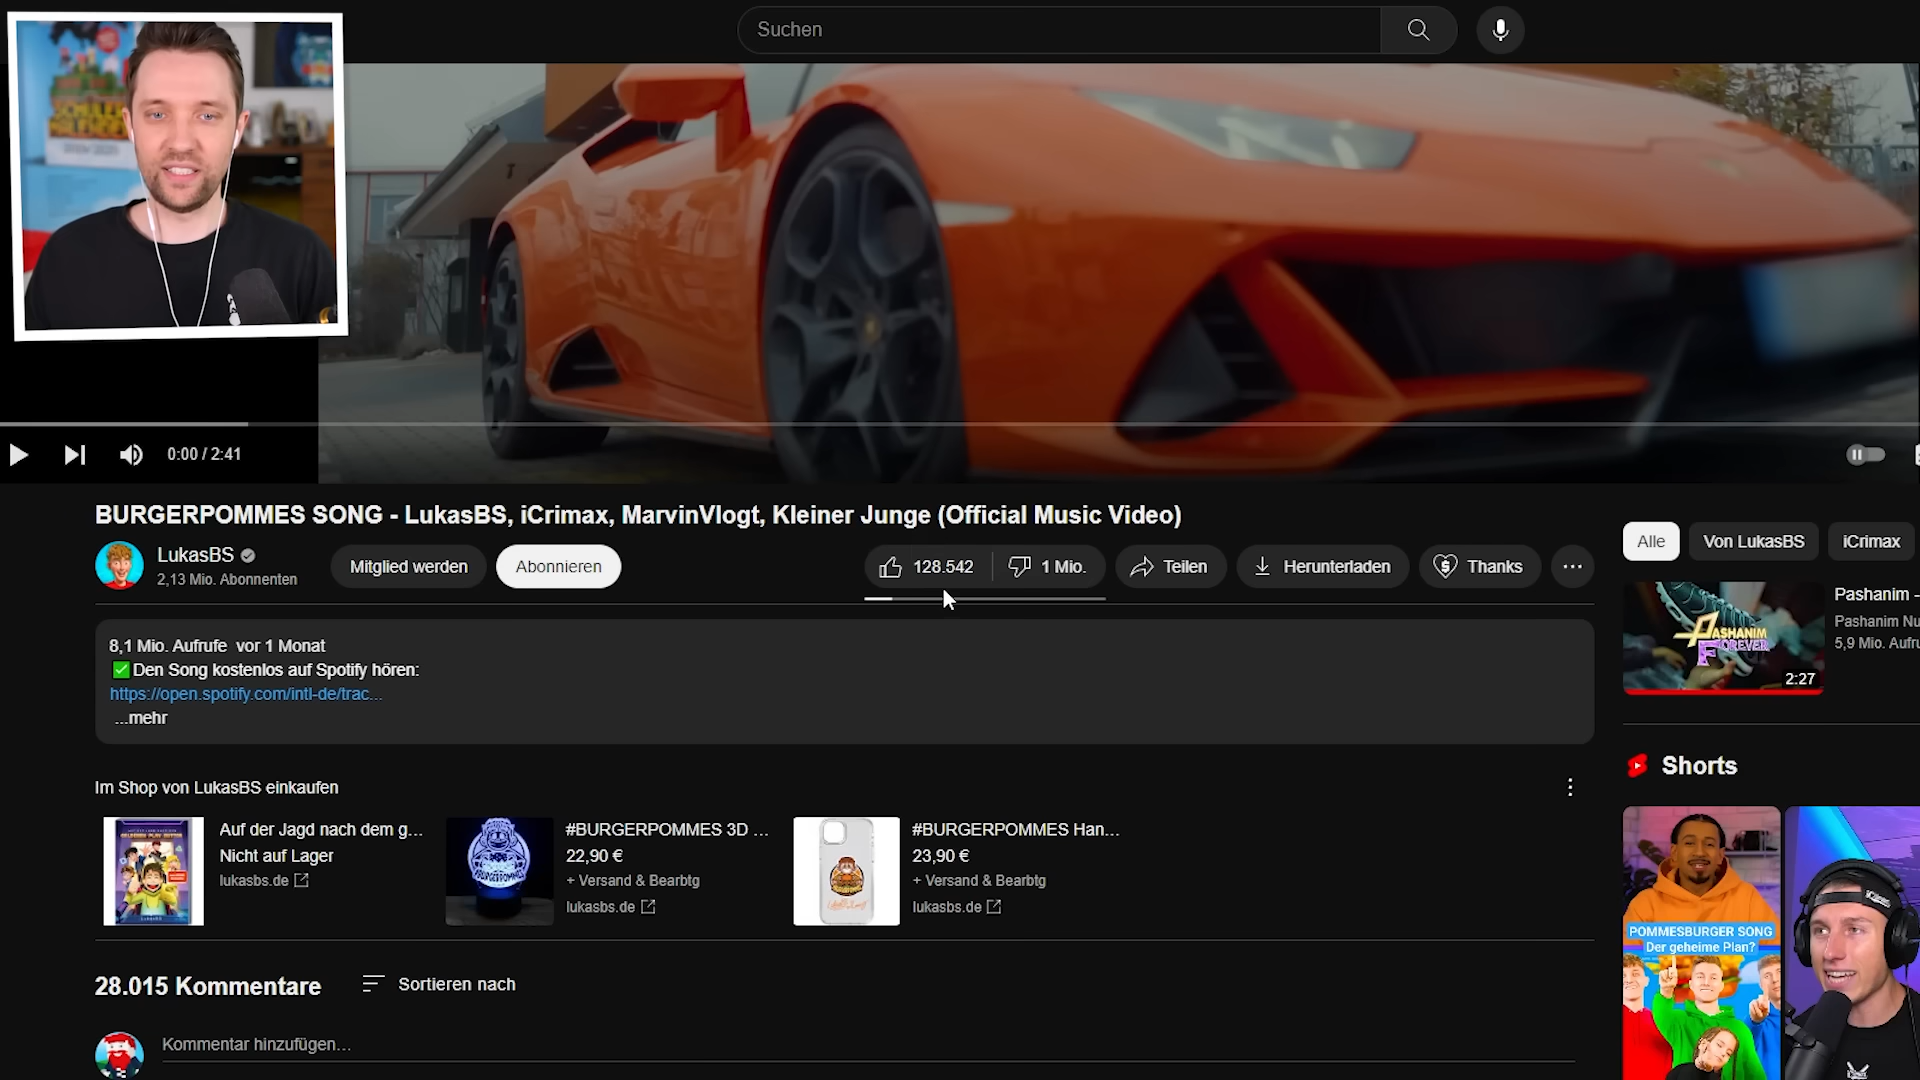 Suchen
0:00 / 2:41
BURGERPOMMES SONG - LukasBS, iCrimax, MarvinVlogt, Kleiner Junge (Official Music Video)
LukasBS
2,13 Mio. Abonnenten
Mitglied werden
Abonnieren
128.542
1 Mio.
Teilen
Herunterladen
Thanks
8,1 Mio. Aufrufe vor 1 Monat
Den Song kostenlos auf Spotify hören:
https://open.spotify.com/intl-de/trac...
...mehr
Im Shop von LukasBS einkaufen
Auf der Jagd nach dem g...
Nicht auf Lager
lukasbs.de
#BURGERPOMMES 3D ...
22,90 €
+ Versand & Bearbtg
lukasbs.de
#BURGERPOMMES Han...
23,90 €
+ Versand & Bearbtg
lukasbs.de
#BURGERPOMMES
28.015 Kommentare
Sortieren nach
Kommentar hinzufügen...
Alle
Von LukasBS
iCrimax
PASHANIM
FOREVER
2:27
Pashanim -
Pashanim Nu
5,9 Mio. Aufru
Shorts
POMMESBURGER SONG
Der geheime Plan?